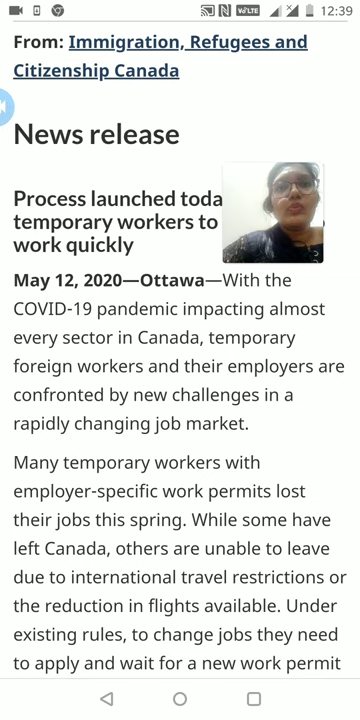 VoLTE 12:39
From: Immigration, Refugees and
Citizenship Canada
News release
Process launched toda
temporary workers to
work quickly
May 12, 2020—Ottawa—With the
COVID-19 pandemic impacting almost
every sector in Canada, temporary
foreign workers and their employers are
confronted by new challenges in a
rapidly changing job market.
Many temporary workers with
employer-specific work permits lost
their jobs this spring. While some have
left Canada, others are unable to leave
due to international travel restrictions or
the reduction in flights available. Under
existing rules, to change jobs they need
to apply and wait for a new work permit